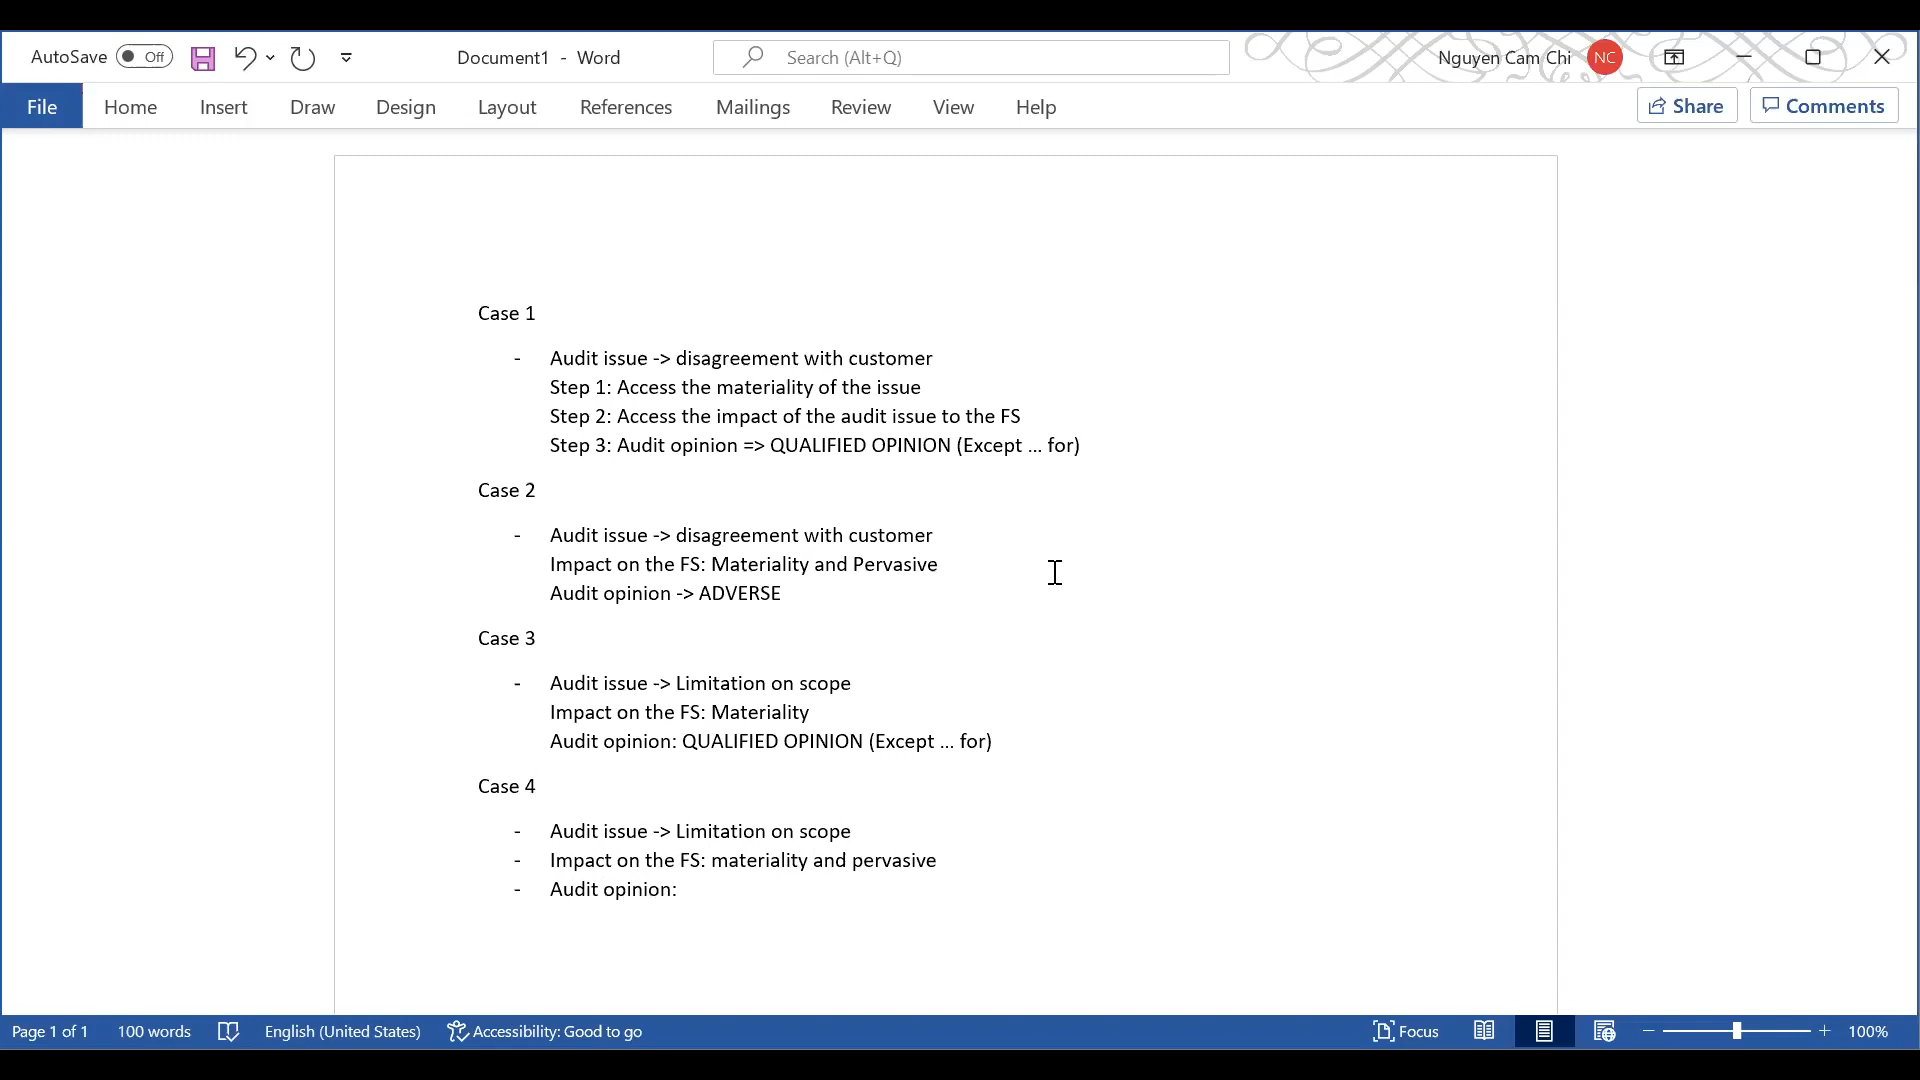 AutoSave Off Document1 - Word Search (Alt+Q) Nguyen Cam Chi NC
File Home Insert Draw Design Layout References Mailings Review View Help Share Comments
Case 1
- Audit issue -> disagreement with customer
Step 1: Access the materiality of the issue
Step 2: Access the impact of the audit issue to the FS
Step 3: Audit opinion => QUALIFIED OPINION (Except ... for)
Case 2
- Audit issue -> disagreement with customer
Impact on the FS: Materiality and Pervasive
Audit opinion -> ADVERSE
Case 3
- Audit issue -> Limitation on scope
Impact on the FS: Materiality
Audit opinion: QUALIFIED OPINION (Except ... for)
Case 4
- Audit issue -> Limitation on scope
- Impact on the FS: materiality and pervasive
- Audit opinion:
Page 1 of 1 100 words English (United States) Accessibility: Good to go Focus 100%